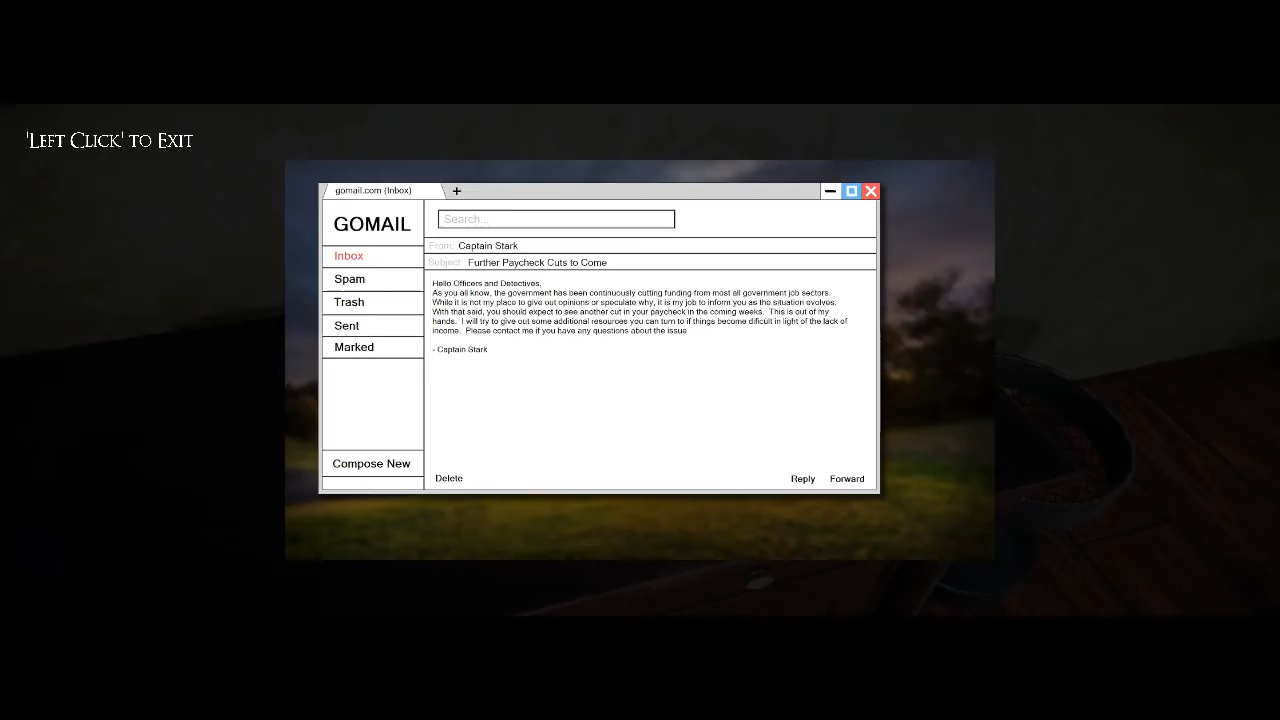 'Left Click' to Exit
gomail.com (Inbox)
+
GOMAIL
Search...
Inbox
From: Captain Stark
Subject: Further Paycheck Cuts to Come
Spam
Trash
Sent
Marked
Compose New
Hello Officers and Detectives,
As you all know, the government has been continuously cutting funding from most all government job sectors.
While it is not my place to give out opinions or speculate why, it is my job to inform you as the situation evolves.
With that said, you should expect to see another cut in your paycheck in the coming weeks. This is out of my
hands. I will try to give out some additional resources you can turn to if things become dificult in light of the lack of
income. Please contact me if you have any questions about the issue
- Captain Stark
Delete
Reply
Forward